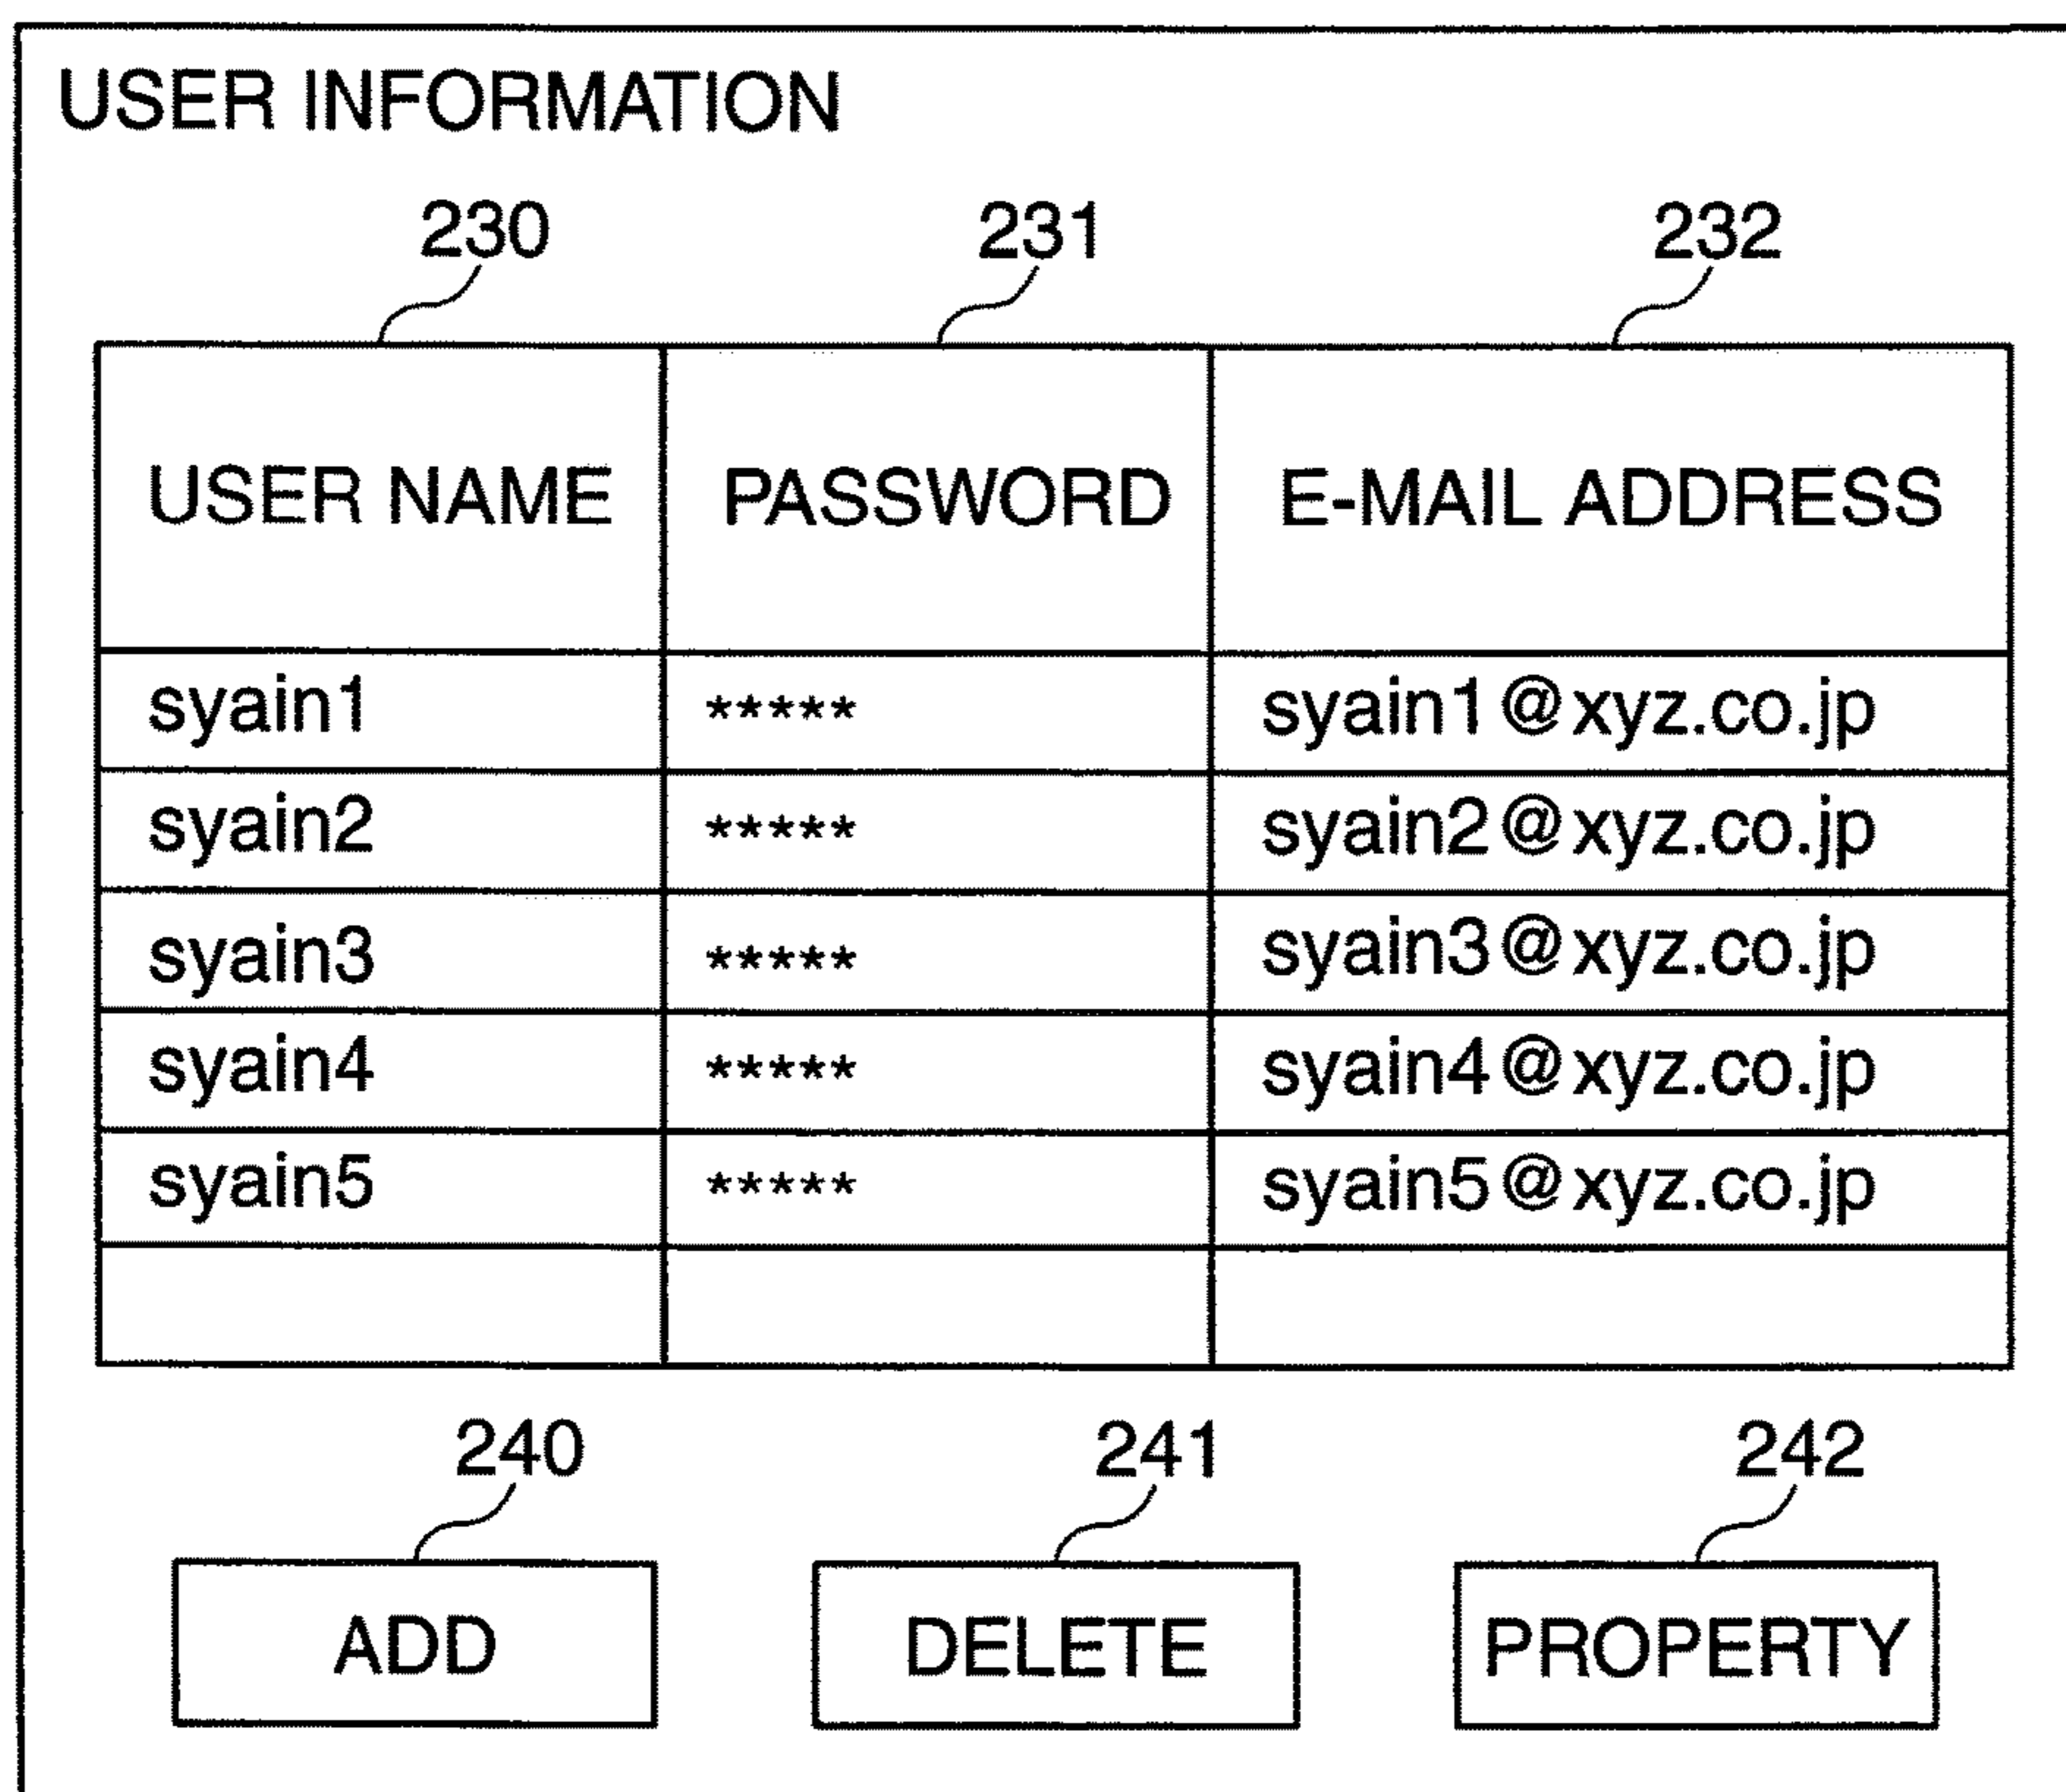 USER INFORMATION
230 231 232
USER NAME PASSWORD E-MAIL ADDRESS
syain1 ***** syain1@xyz.co.jp
syain2 ***** syain2@xyz.co.jp
syain3 ***** syain3@xyz.co.jp
syain4 ***** syain4@xyz.co.jp
syain5 ***** syain5@xyz.co.jp
240 241 242
ADD DELETE PROPERTY